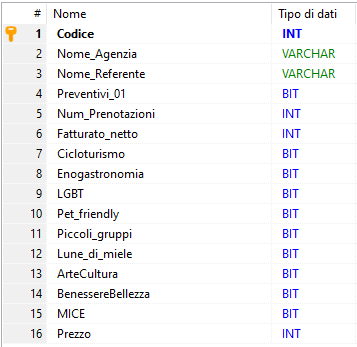 # Nome Tipo di dati
1 Codice INT
2 Nome_Agenzia VARCHAR
3 Nome_Referente VARCHAR
4 Preventivi_01 BIT
5 Num_Prenotazioni INT
6 Fatturato_netto INT
7 Cicloturismo BIT
8 Enogastronomia BIT
9 LGBT BIT
10 Pet_friendly BIT
11 Piccoli_gruppi BIT
12 Lune_di_miele BIT
13 ArteCultura BIT
14 BenessereBellezza BIT
15 MICE BIT
16 Prezzo INT